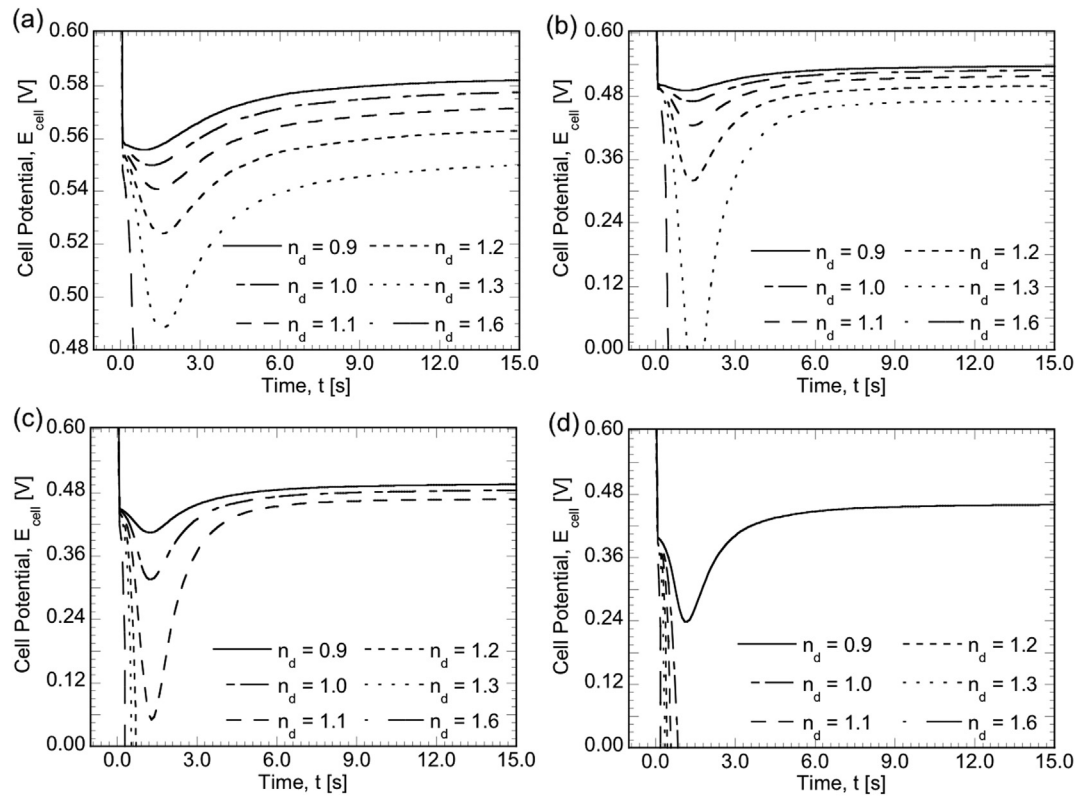 (a)
Cell Potential, E_cell [V]
0.60
0.58
0.56
0.54
0.52
0.50
0.48
n_d = 0.9 n_d = 1.2
n_d = 1.0 n_d = 1.3
n_d = 1.1 n_d = 1.6
0.0 3.0 6.0 9.0 12.0 15.0
Time, t [s]
(b)
Cell Potential, E_cell [V]
0.60
0.48
0.36
0.24
0.12
0.00
n_d = 0.9 n_d = 1.2
n_d = 1.0 n_d = 1.3
n_d = 1.1 n_d = 1.6
0.0 3.0 6.0 9.0 12.0 15.0
Time, t [s]
(c)
Cell Potential, E_cell [V]
0.60
0.48
0.36
0.24
0.12
0.00
n_d = 0.9 n_d = 1.2
n_d = 1.0 n_d = 1.3
n_d = 1.1 n_d = 1.6
0.0 3.0 6.0 9.0 12.0 15.0
Time, t [s]
(d)
Cell Potential, E_cell [V]
0.60
0.48
0.36
0.24
0.12
0.00
n_d = 0.9 n_d = 1.2
n_d = 1.0 n_d = 1.3
n_d = 1.1 n_d = 1.6
0.0 3.0 6.0 9.0 12.0 15.0
Time, t [s]